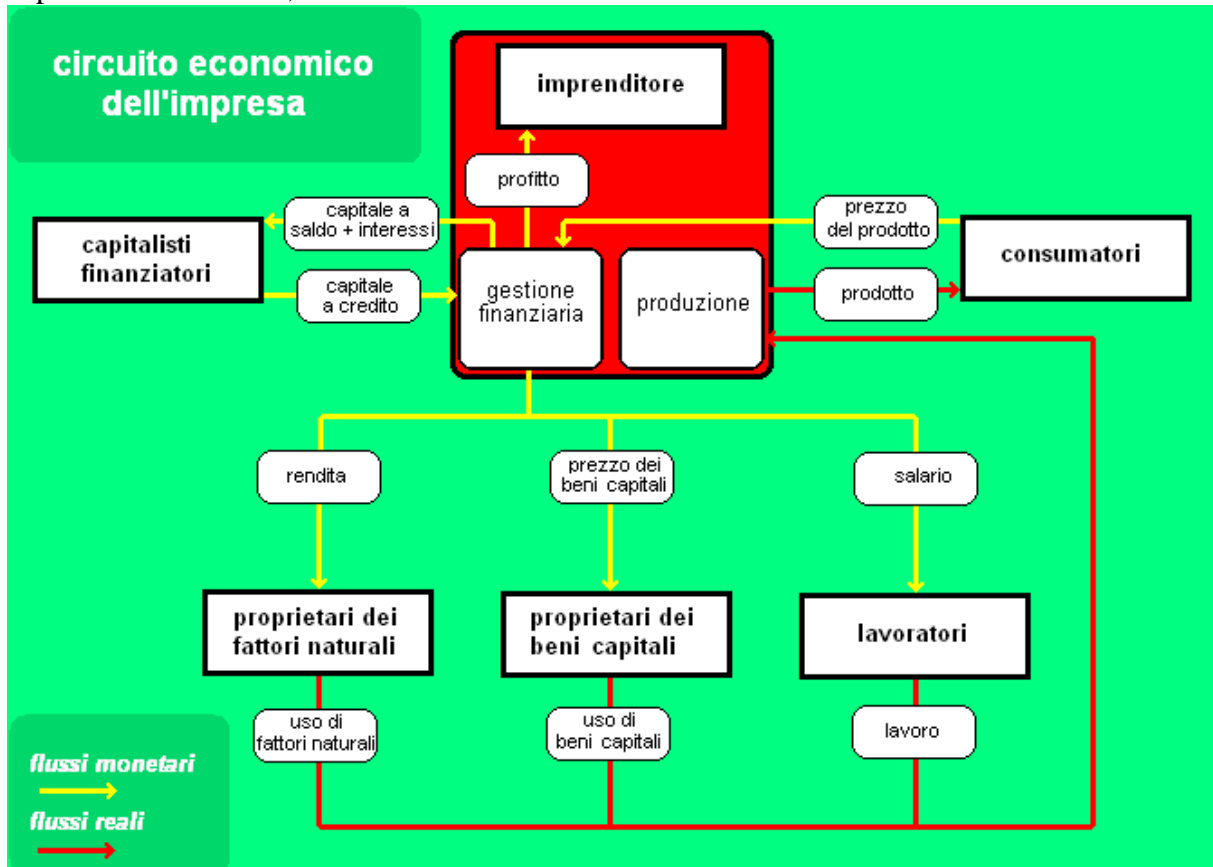 circuito economico
dell'impresa
imprenditore
profitto
capitale a
saldo + interessi
prezzo
del prodotto
capitalisti
finanziatori
consumatori
capitale
a credito
gestione
finanziaria
produzione
prodotto
rendita
prezzo dei
beni capitali
salario
proprietari dei
fattori naturali
proprietari dei
beni capitali
lavoratori
uso di
fattori naturali
uso di
beni capitali
lavoro
flussi monetari
flussi reali